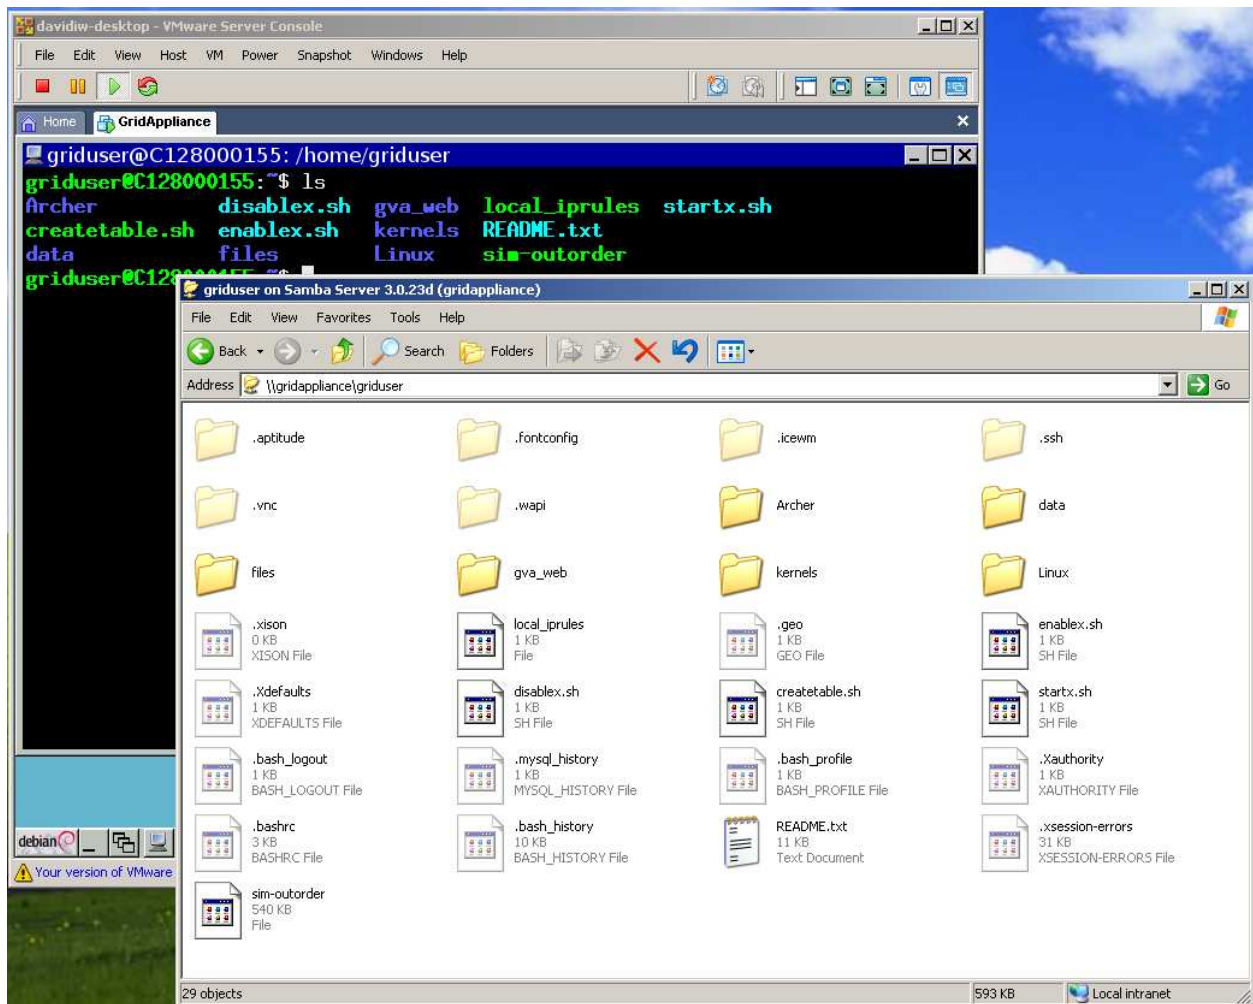 davidiw-desktop - VMware Server Console
File Edit View Host VM Power Snapshot Windows Help
Home GridAppliance
griduser@C128000155: /home/griduser
griduser@C128000155:~$ ls
Archer disablex.sh gva_web local_iprules startx.sh
createtable.sh enablex.sh kernels README.txt
data files Linux sim-outorder
griduser@C128000155:~$
griduser on Samba Server 3.0.23d (gridappliance)
File Edit View Favorites Tools Help
Back Search Folders
Address \\gridappliance\griduser Go
.aptitude .fontconfig .icewm .ssh
.vnc .wapi Archer data
files gva_web kernels Linux
.xison local_iprules .geo enablex.sh
0 KB 1 KB 1 KB 1 KB
XISON File File GEO File SH File
.Xdefaults disablex.sh createtable.sh startx.sh
1 KB 1 KB 1 KB 1 KB
XDEFAULTS File SH File SH File SH File
.bash_logout .mysql_history .bash_profile .Xauthority
1 KB 1 KB 1 KB 1 KB
BASH_LOGOUT File MYSQL_HISTORY File BASH_PROFILE File XAUTHORITY File
.bashrc .bash_history README.txt .xsession-errors
3 KB 10 KB 11 KB 31 KB
BASHRC File BASH_HISTORY File Text Document XSESSION-ERRORS File
sim-outorder
540 KB
File
debian
Your version of VMware
29 objects 593 KB Local intranet